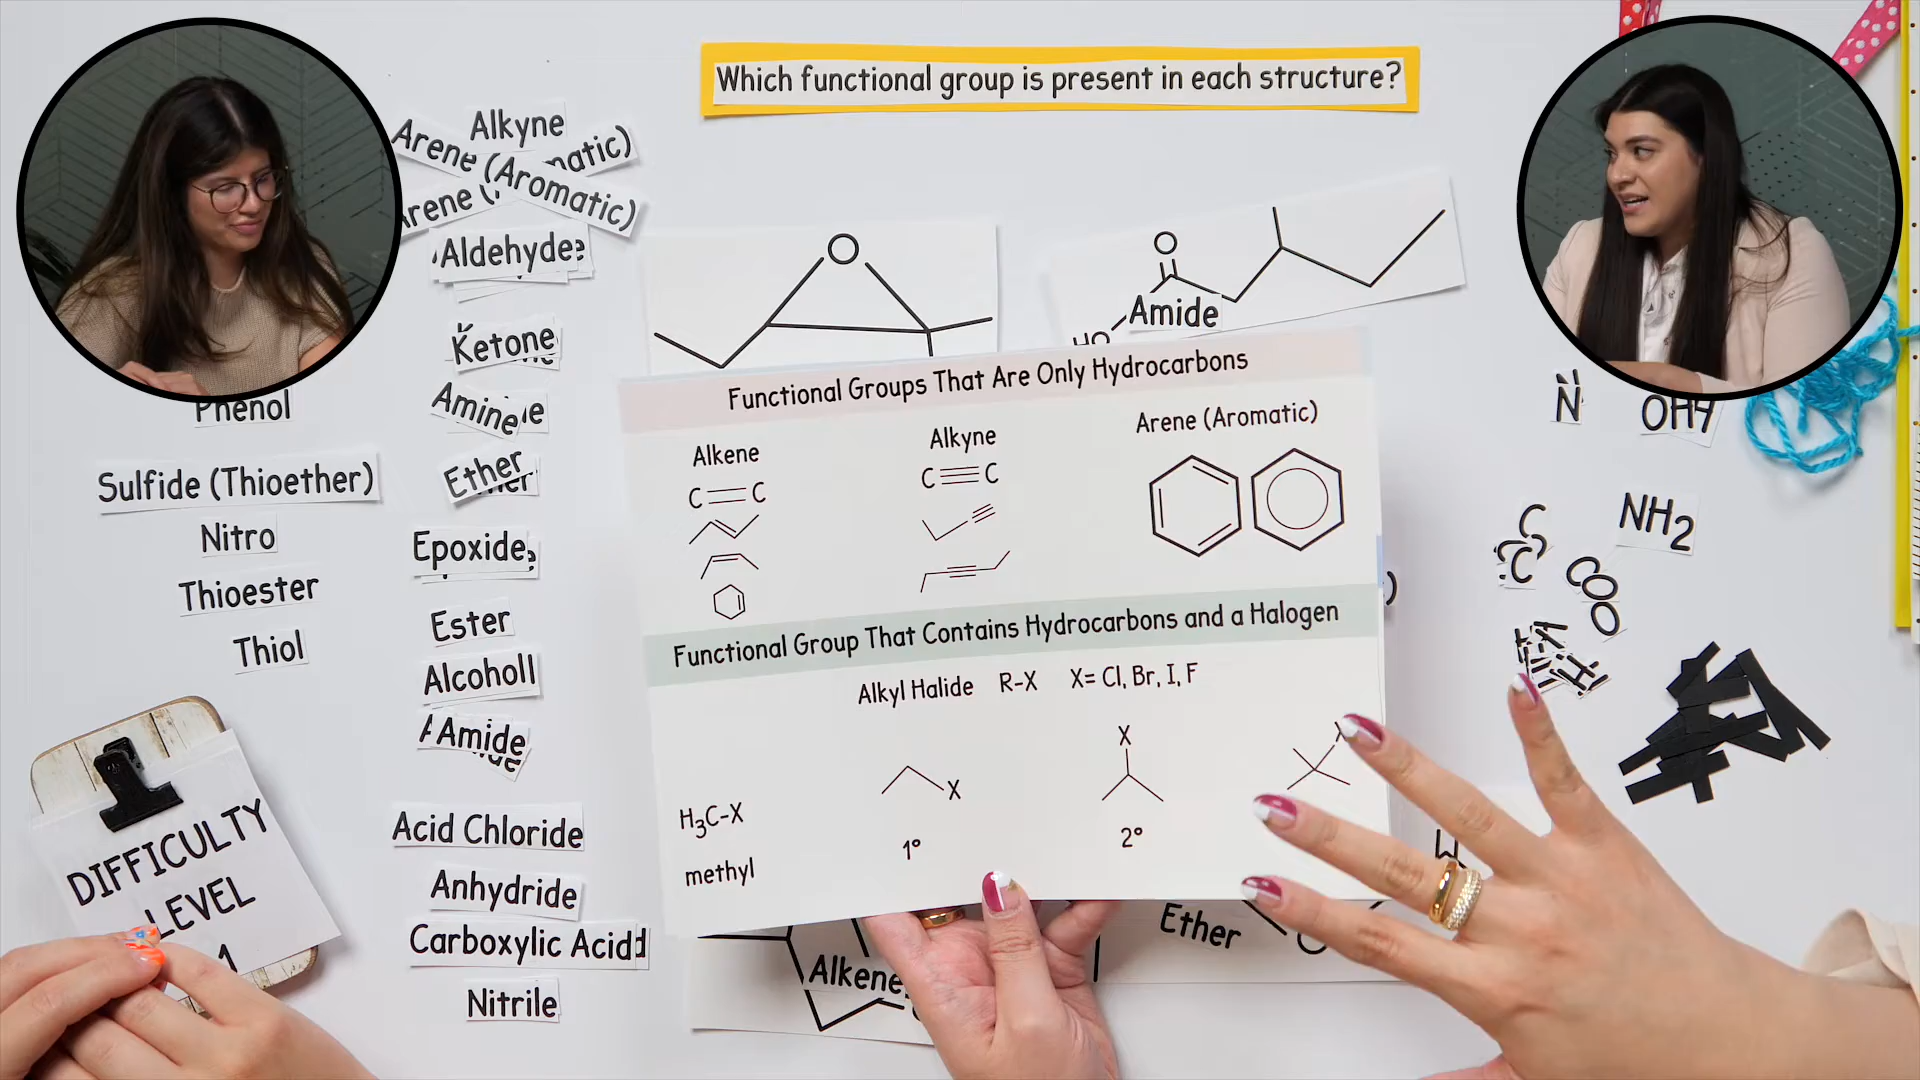 Which functional group is present in each structure?
Alkyne
Arene (Aromatic)
Aldehyde
Ketone
Amine
Ether
Epoxide
Ester
Alcohol
Amide
Acid Chloride
Anhydride
Carboxylic Acid
Nitrile
Phenol
Sulfide (Thioether)
Nitro
Thioester
Thiol
DIFFICULTY
LEVEL
1
O
O
HO
Amide
Functional Groups That Are Only Hydrocarbons
Alkene
C C
Alkyne
C C
Arene (Aromatic)
Functional Group That Contains Hydrocarbons and a Halogen
Alkyl Halide R-X X= Cl, Br, I, F
H3C-X
methyl
X
1°
X
2°
Alkene
Ether
N
OH
NH2
C
C
O
O
O
H